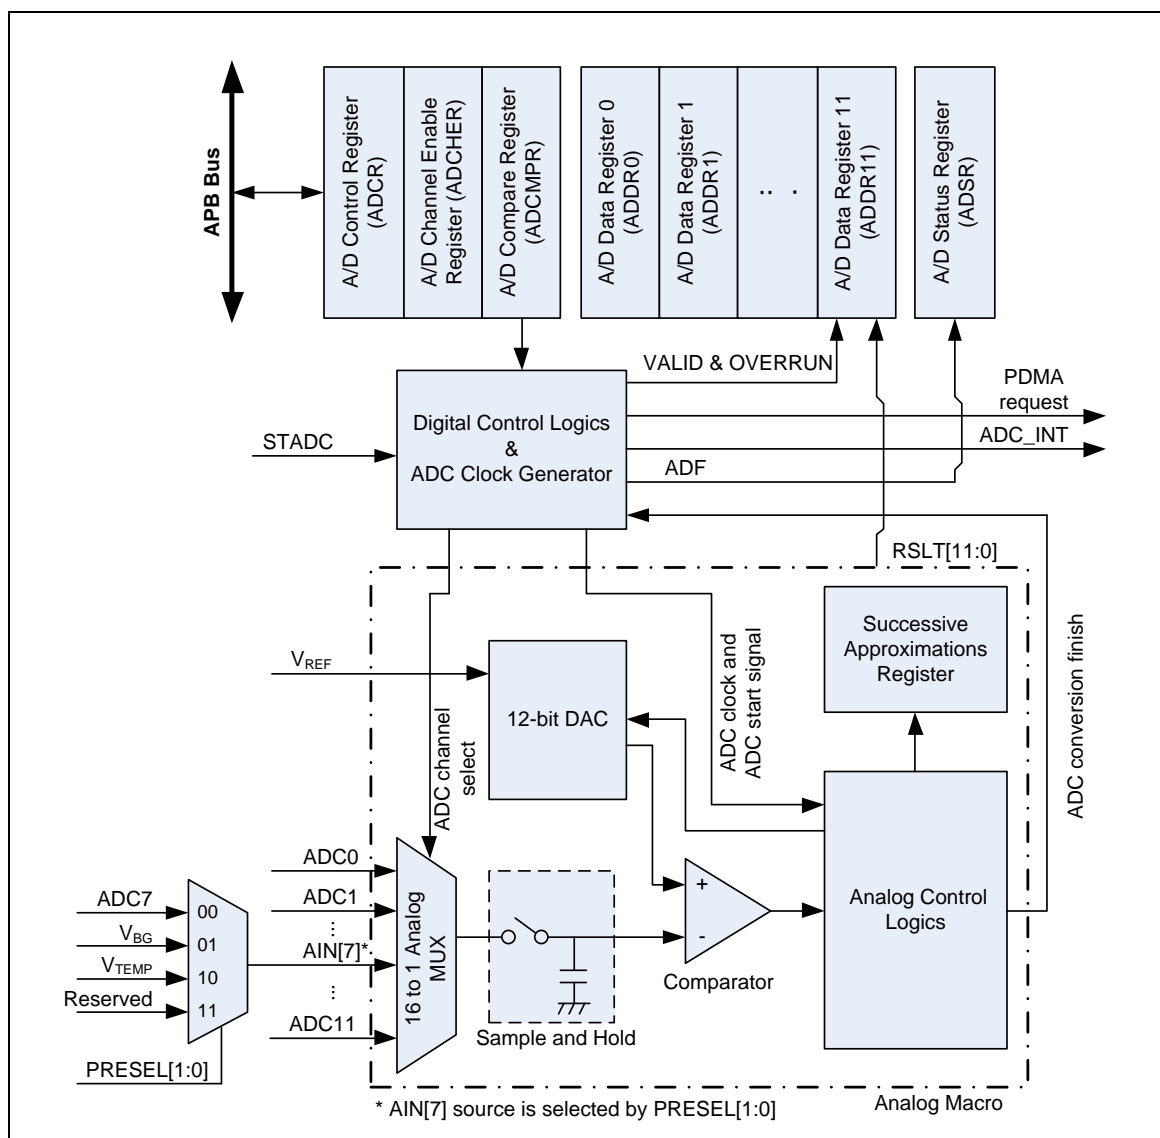 APB Bus
A/D Control Register
(ADCR)
A/D Channel Enable
Register (ADCHER)
A/D Compare Register
(ADCMPR)
A/D Data Register 0
(ADDR0)
A/D Data Register 1
(ADDR1)
.. .
A/D Data Register 11
(ADDR11)
A/D Status Register
(ADSR)
VALID & OVERRUN
PDMA
request
STADC
Digital Control Logics
&
ADC Clock Generator
ADC_INT
ADF
RSLT[11:0]
Successive
Approximations
Register
VREF
12-bit DAC
ADC channel
select
ADC clock and
ADC start signal
ADC conversion finish
ADC0
ADC1
...
AIN[7]*
...
ADC11
ADC7
VBG
VTEMP
Reserved
00
01
10
11
PRESEL[1:0]
16 to 1 Analog
MUX
+
-
Comparator
Analog Control
Logics
Sample and Hold
* AIN[7] source is selected by PRESEL[1:0]
Analog Macro